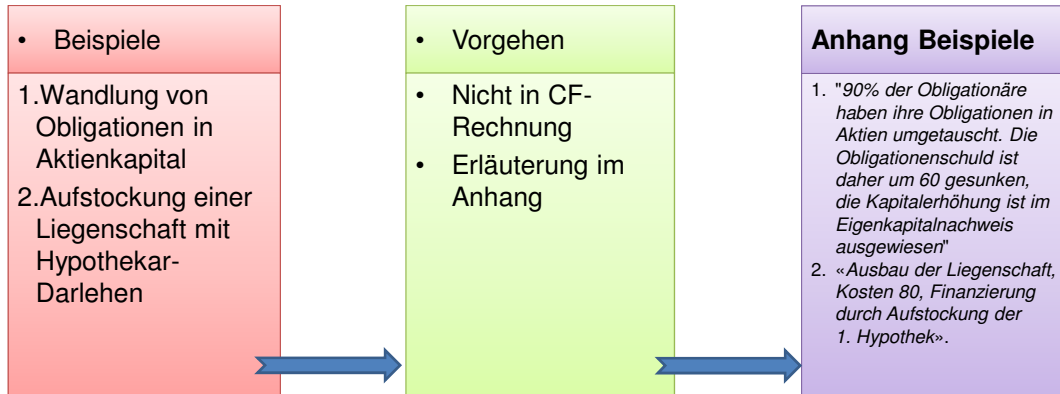 • Beispiele
1.Wandlung von
Obligationen in
Aktienkapital
2.Aufstockung einer
Liegenschaft mit
Hypothekar-
Darlehen
• Vorgehen
• Nicht in CF-
Rechnung
• Erläuterung im
Anhang
Anhang Beispiele
1. "90% der Obligationäre
haben ihre Obligationen in
Aktien umgetauscht. Die
Obligationenschuld ist
daher um 60 gesunken,
die Kapitalerhöhung ist im
Eigenkapitalnachweis
ausgewiesen"
2. «Ausbau der Liegenschaft,
Kosten 80, Finanzierung
durch Aufstockung der
1. Hypothek».